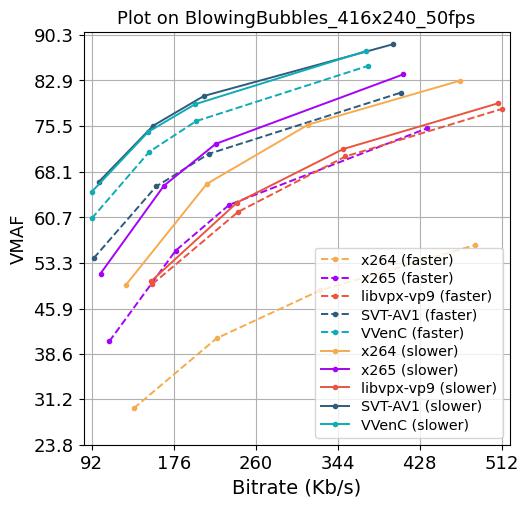 Plot on BlowingBubbles_416x240_50fps
90.3
82.9
75.5
68.1
60.7
53.3
45.9
38.6
31.2
23.8
VMAF
x264 (faster)
x265 (faster)
libvpx-vp9 (faster)
SVT-AV1 (faster)
VVenC (faster)
x264 (slower)
x265 (slower)
libvpx-vp9 (slower)
SVT-AV1 (slower)
VVenC (slower)
92 176 260 344 428 512
Bitrate (Kb/s)